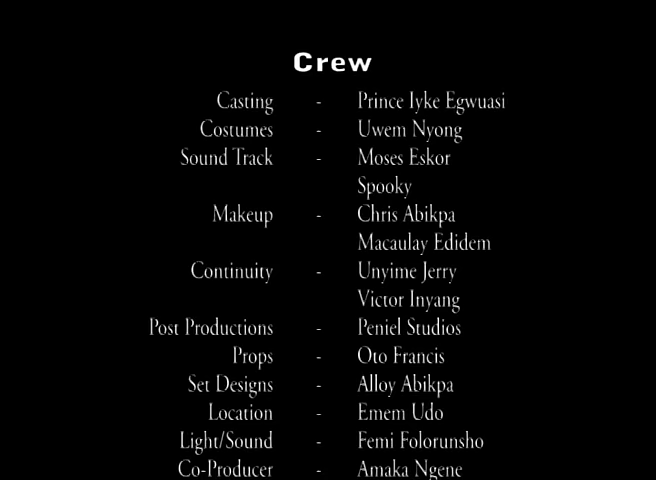 Crew
Casting - Prince Iyke Egwuasi
Costumes - Uwem Nyong
Sound Track - Moses Eskor
Spooky
Makeup - Chris Abikpa
Macaulay Edidem
Continuity - Unyime Jerry
Victor Inyang
Post Productions - Peniel Studios
Props - Oto Francis
Set Designs - Alloy Abikpa
Location - Emem Udo
Light/Sound - Femi Folorunsho
Co-Producer - Amaka Ngene